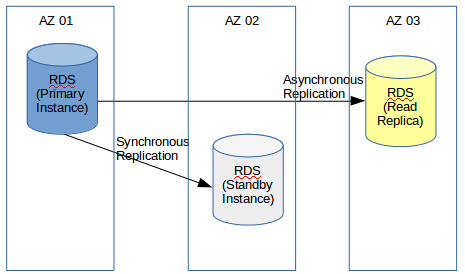 AZ 01
AZ 02
AZ 03
RDS
(Primary
Instance)
Asynchronous
Replication
RDS
(Read
Replica)
Synchronous
Replication
RDS
(Standby
Instance)